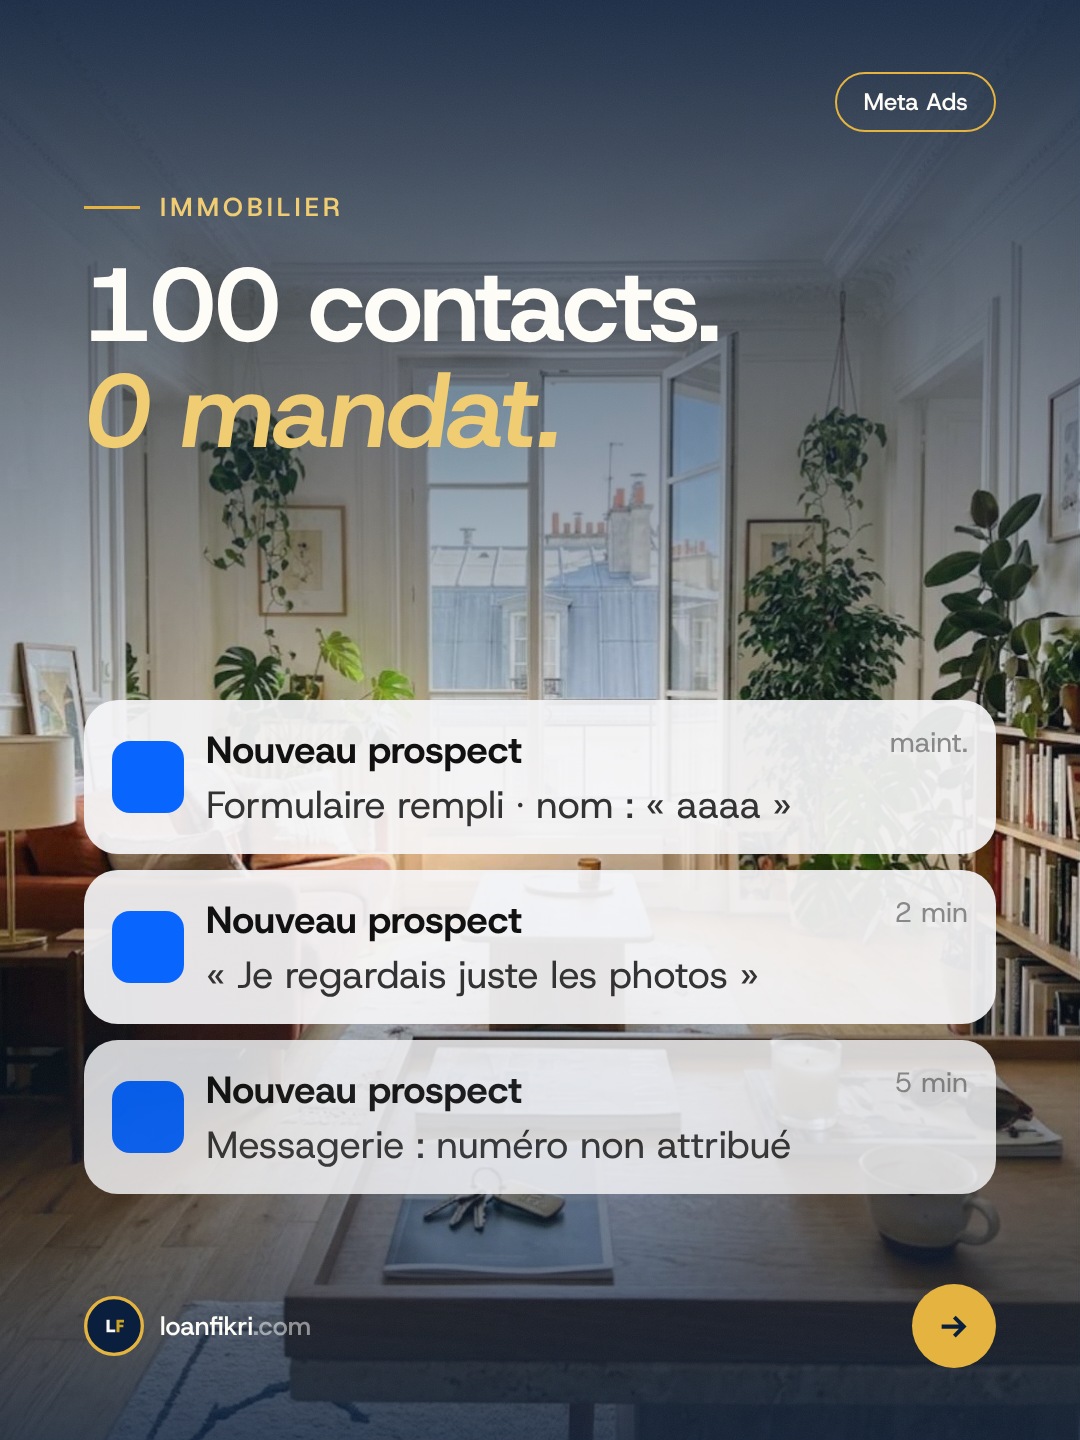 Meta Ads
IMMOBILIER
100 contacts.
0 mandat.
Nouveau prospect
maint.
Formulaire rempli · nom : « aaaa »
Nouveau prospect
2 min
« Je regardais juste les photos »
Nouveau prospect
5 min
Messagerie : numéro non attribué
LF
loanfikri.com